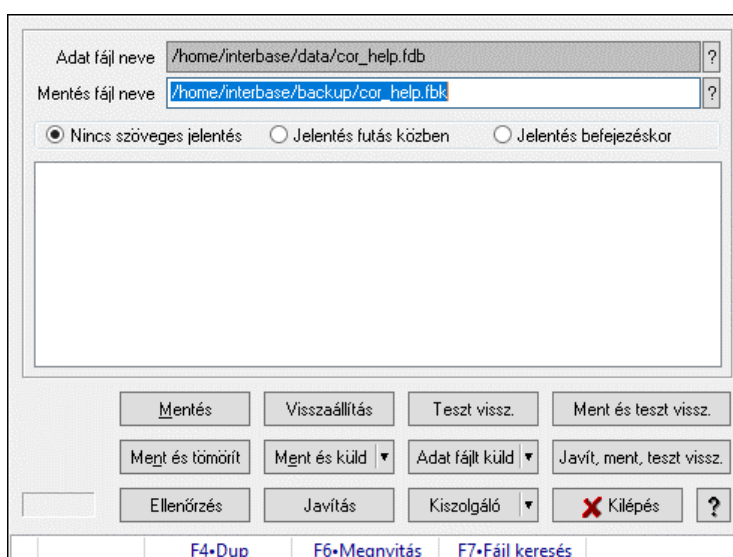 Adat fájl neve /home/interbase/data/cor_help.fdb ?
Mentés fájl neve /home/interbase/backup/cor_help.fbk ?
Nincs szöveges jelentés Jelentés futás közben Jelentés befejezéskor
Mentés Visszaállítás Teszt vissz. Ment és teszt vissz.
Ment és tömörít Ment és küld Adat fájlt küld Javít, ment, teszt vissz.
Ellenőrzés Javítás Kiszolgáló Kilépés ?
F4•Dup F6•Megnyitás F7•Fájl keresés